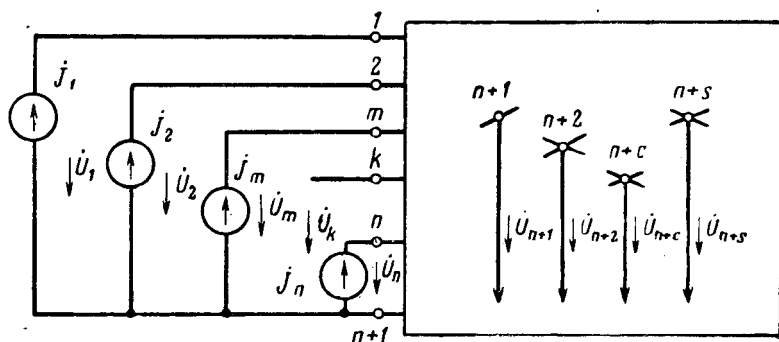 1
J̇₁
2
J̇₂
m
J̇ₘ
k
n
J̇ₙ
n+1
U̇₁
U̇₂
U̇ₘ
U̇ₖ
U̇ₙ
n+1
n+2
n+c
n+s
U̇ₙ₊₁
U̇ₙ₊₂
U̇n+c
U̇ₙ₊ₛ